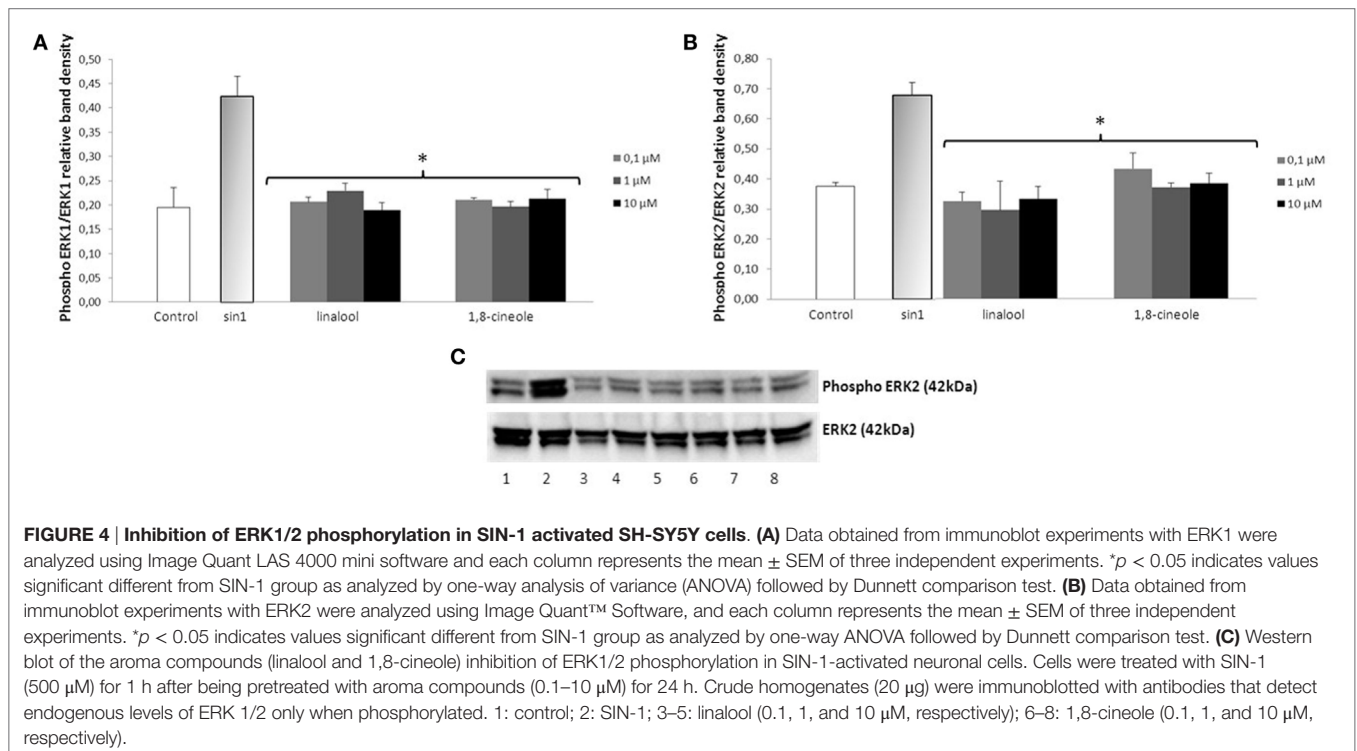 A
Phospho ERK1/ERK1 relative band density
0,50
0,45
0,40
0,35
0,30
0,25
0,20
0,15
0,10
0,05
0,00
*
Control
sin1
linalool
1,8-cineole
0,1 µM
1 µM
10 µM
B
Phospho ERK2/ERK2 relative band density
0,80
0,70
0,60
0,50
0,40
0,30
0,20
0,10
0,00
*
Control
sin1
linalool
1,8-cineole
0,1 µM
1 µM
10 µM
C
Phospho ERK2 (42kDa)
ERK2 (42kDa)
1 2 3 4 5 6 7 8
FIGURE 4 | Inhibition of ERK1/2 phosphorylation in SIN-1 activated SH-SY5Y cells. (A) Data obtained from immunoblot experiments with ERK1 were
analyzed using Image Quant LAS 4000 mini software and each column represents the mean ± SEM of three independent experiments. *p < 0.05 indicates values
significant different from SIN-1 group as analyzed by one-way analysis of variance (ANOVA) followed by Dunnett comparison test. (B) Data obtained from
immunoblot experiments with ERK2 were analyzed using Image Quant™ Software, and each column represents the mean ± SEM of three independent
experiments. *p < 0.05 indicates values significant different from SIN-1 group as analyzed by one-way ANOVA followed by Dunnett comparison test. (C) Western
blot of the aroma compounds (linalool and 1,8-cineole) inhibition of ERK1/2 phosphorylation in SIN-1-activated neuronal cells. Cells were treated with SIN-1
(500 µM) for 1 h after being pretreated with aroma compounds (0.1–10 µM) for 24 h. Crude homogenates (20 µg) were immunoblotted with antibodies that detect
endogenous levels of ERK 1/2 only when phosphorylated. 1: control; 2: SIN-1; 3–5: linalool (0.1, 1, and 10 µM, respectively); 6–8: 1,8-cineole (0.1, 1, and 10 µM,
respectively).